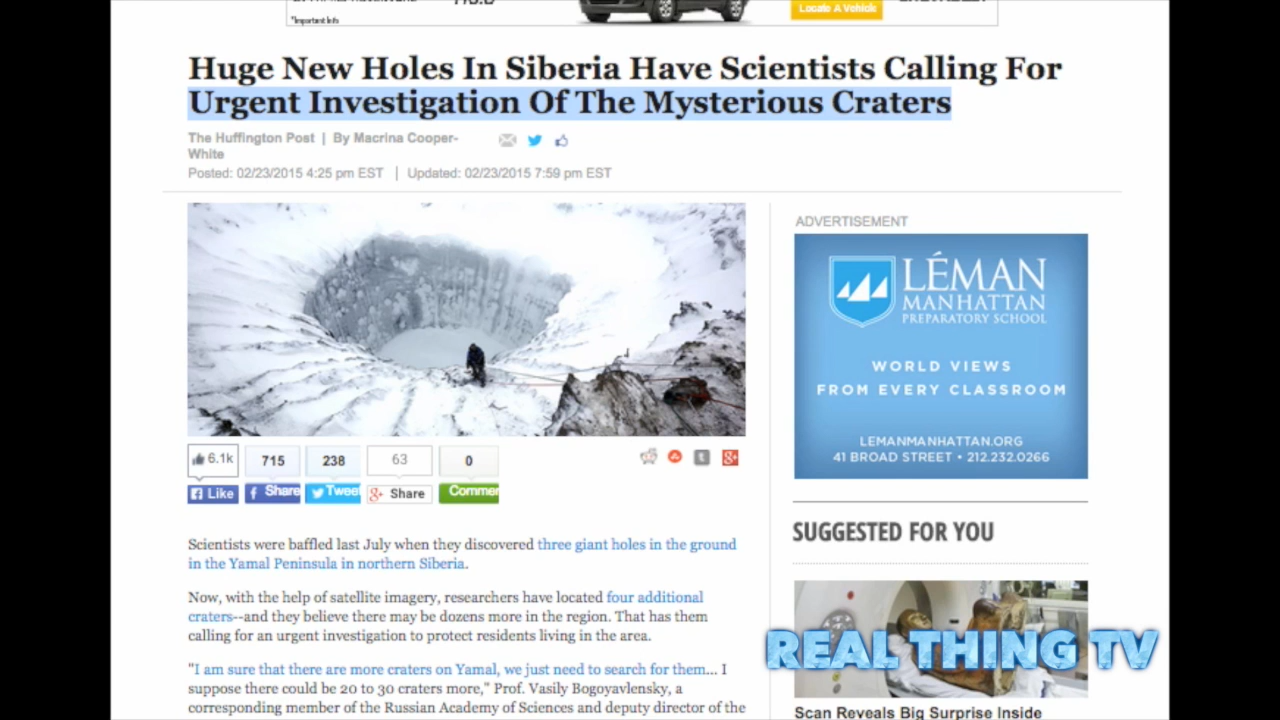 *Important Info
Locate A Vehicle
Huge New Holes In Siberia Have Scientists Calling For
Urgent Investigation Of The Mysterious Craters
The Huffington Post | By Macrina Cooper-
White
Posted: 02/23/2015 4:25 pm EST | Updated: 02/23/2015 7:59 pm EST
ADVERTISEMENT
LÉMAN
MANHATTAN
PREPARATORY SCHOOL
WORLD VIEWS
FROM EVERY CLASSROOM
LEMANMANHATTAN.ORG
41 BROAD STREET • 212.232.0266
6.1k 715 238 63 0
Like Share Tweet Share Commen
Scientists were baffled last July when they discovered three giant holes in the ground
in the Yamal Peninsula in northern Siberia.
Now, with the help of satellite imagery, researchers have located four additional
craters--and they believe there may be dozens more in the region. That has them
calling for an urgent investigation to protect residents living in the area.
"I am sure that there are more craters on Yamal, we just need to search for them... I
suppose there could be 20 to 30 craters more," Prof. Vasily Bogoyavlensky, a
corresponding member of the Russian Academy of Sciences and deputy director of the
SUGGESTED FOR YOU
REAL THING TV
Scan Reveals Big Surprise Inside